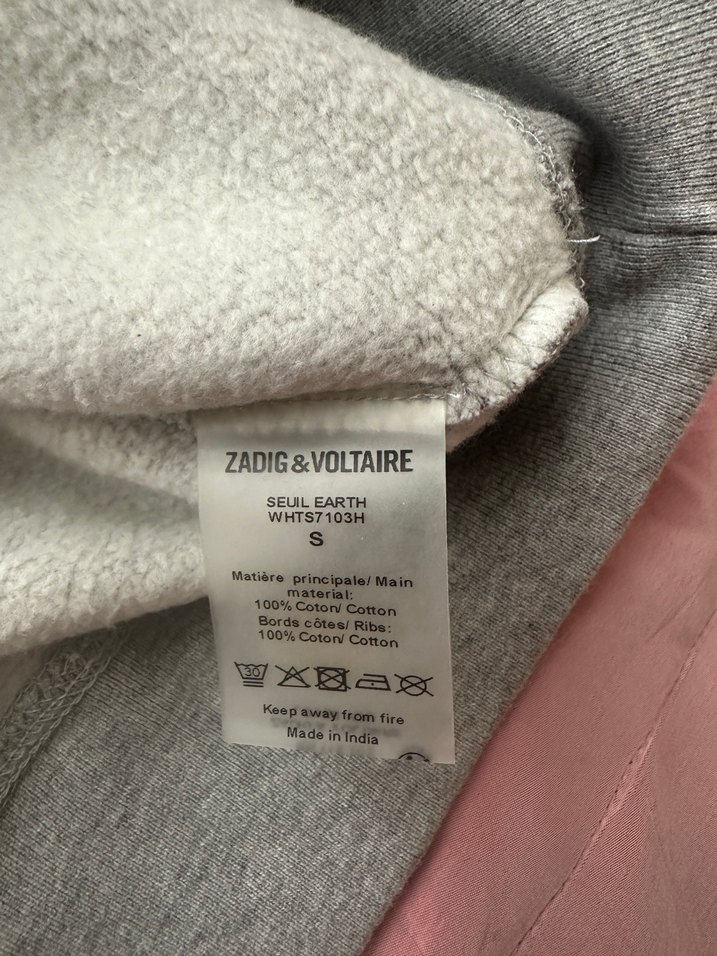 ZADIG & VOLTAIRE
SEUIL EARTH
WHTS7103H
S
Matière principale/ Main
material:
100% Coton/ Cotton
Bords côtes/ Ribs:
100% Coton/ Cotton
30
Keep away from fire
Made in India